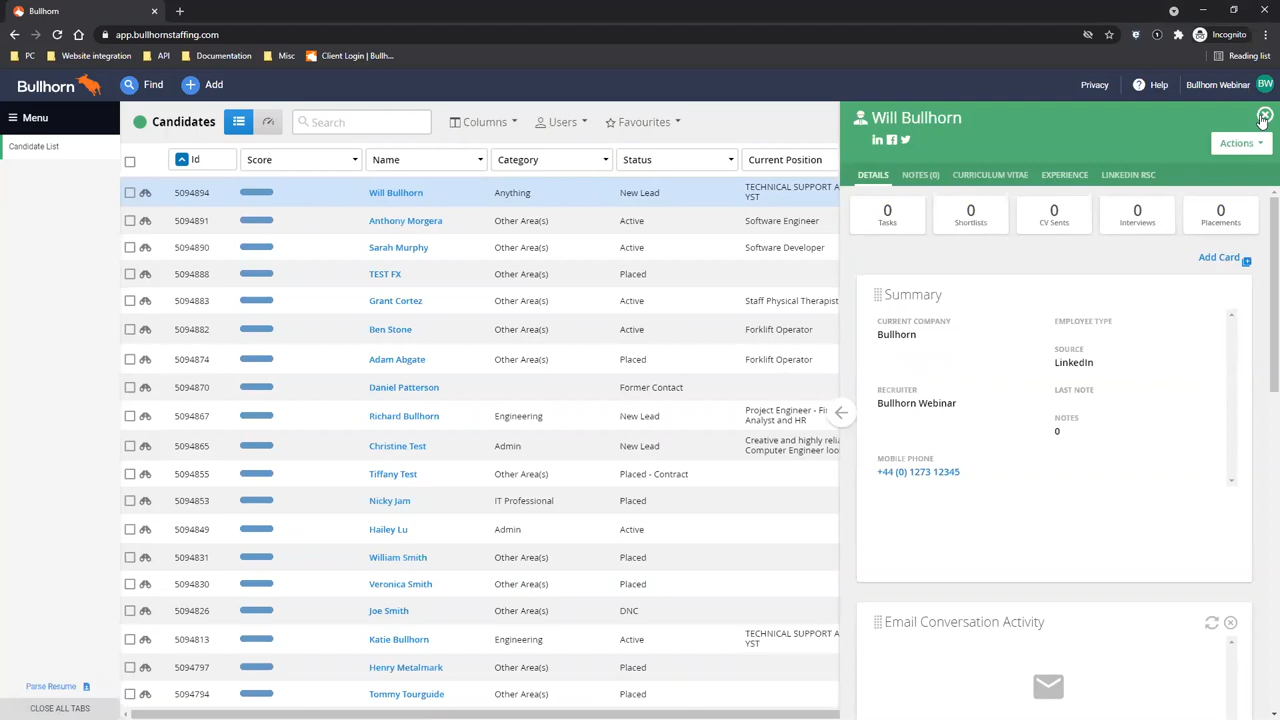 Bullhorn
Incognito
app.bullhornstaffing.com
PC
Website integration
API
Documentation
Misc
Client Login | Bullh...
Reading list
Bullhorn
Find
Add
Privacy
Help
Bullhorn Webinar
BW
Menu
Candidate List
Candidates
Search
Columns
Users
Favourites
Id
Score
Name
Category
Status
Current Position
5094894 Will Bullhorn Anything New Lead TECHNICAL SUPPORT A
YST
5094891 Anthony Morgera Other Area(s) Active Software Engineer
5094890 Sarah Murphy Other Area(s) Active Software Developer
5094888 TEST FX Other Area(s) Placed
5094883 Grant Cortez Other Area(s) Active Staff Physical Therapist
5094882 Ben Stone Other Area(s) Active Forklift Operator
5094874 Adam Abgate Other Area(s) Placed Forklift Operator
5094870 Daniel Patterson Former Contact
5094867 Richard Bullhorn Engineering New Lead Project Engineer - Fi
Analyst and HR
5094865 Christine Test Admin New Lead Creative and highly reli
Computer Engineer loo
5094855 Tiffany Test Other Area(s) Placed - Contract
5094853 Nicky Jam IT Professional Placed
5094849 Hailey Lu Admin Active
5094831 William Smith Other Area(s) Placed
5094830 Veronica Smith Other Area(s) Placed
5094826 Joe Smith Other Area(s) DNC
5094813 Katie Bullhorn Engineering Active TECHNICAL SUPPORT A
YST
5094797 Henry Metalmark Other Area(s) Placed
5094794 Tommy Tourguide Other Area(s) Placed
Parse Resume
CLOSE ALL TABS
Will Bullhorn
Actions
DETAILS
NOTES (0)
CURRICULUM VITAE
EXPERIENCE
LINKEDIN RSC
0 Tasks
0 Shortlists
0 CV Sents
0 Interviews
0 Placements
Add Card
Summary
CURRENT COMPANY
Bullhorn
EMPLOYEE TYPE
SOURCE
LinkedIn
RECRUITER
Bullhorn Webinar
LAST NOTE
NOTES
0
MOBILE PHONE
+44 (0) 1273 12345
Email Conversation Activity